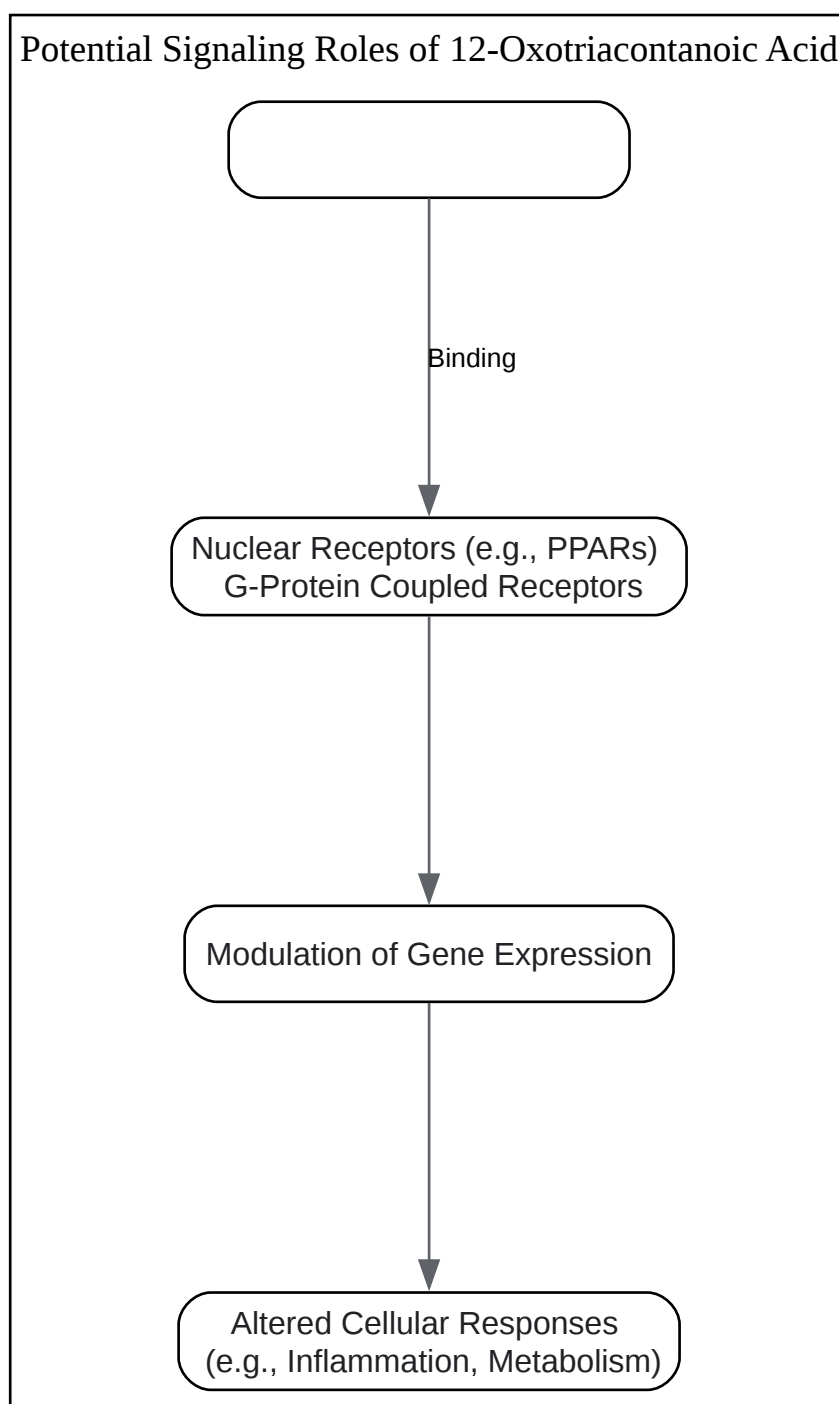 Potential Signaling Roles of 12-Oxotriacontanoic Acid
Binding
Nuclear Receptors (e.g., PPARs)
G-Protein Coupled Receptors
Modulation of Gene Expression
Altered Cellular Responses
(e.g., Inflammation, Metabolism)